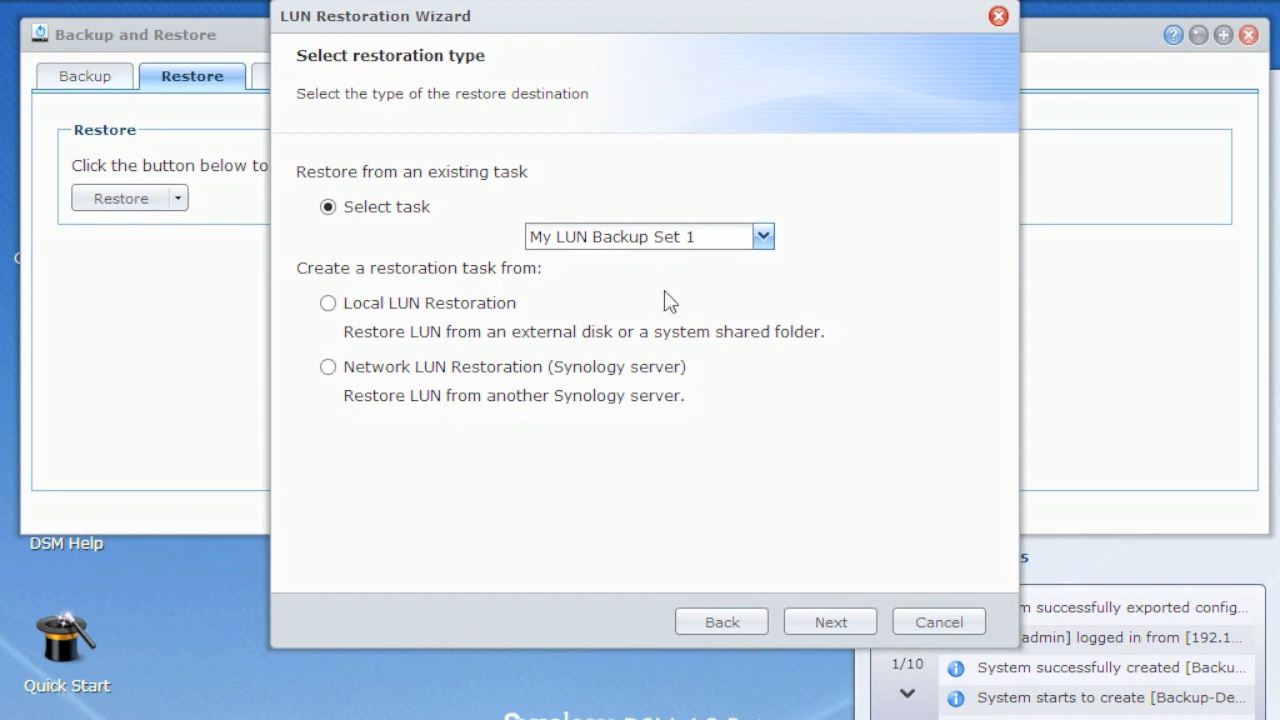 LUN Restoration Wizard
Backup and Restore
Select restoration type
Backup
Restore
Select the type of the restore destination
Restore
Click the button below to
Restore
Restore from an existing task
Select task
My LUN Backup Set 1
Create a restoration task from:
Local LUN Restoration
Restore LUN from an external disk or a system shared folder.
Network LUN Restoration (Synology server)
Restore LUN from another Synology server.
DSM Help
Back
Next
Cancel
successfully exported config...
admin] logged in from [192.1...
1/10
System successfully created [Backu...
System starts to create [Backup-De...
Quick Start